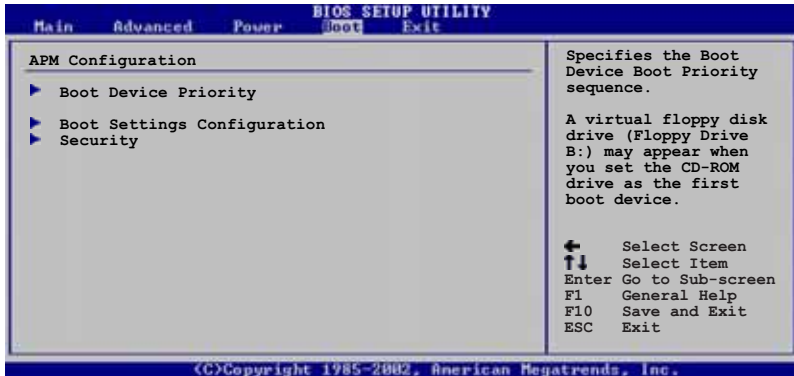 BIOS SETUP UTILITY
Main Advanced Power Boot Exit
APM Configuration
Boot Device Priority
Boot Settings Configuration
Security
Specifies the Boot
Device Boot Priority
sequence.
A virtual floppy disk
drive (Floppy Drive
B:) may appear when
you set the CD-ROM
drive as the first
boot device.
← Select Screen
↑↓ Select Item
Enter Go to Sub-screen
F1 General Help
F10 Save and Exit
ESC Exit
(C)Copyright 1985-2002, American Megatrends, Inc.